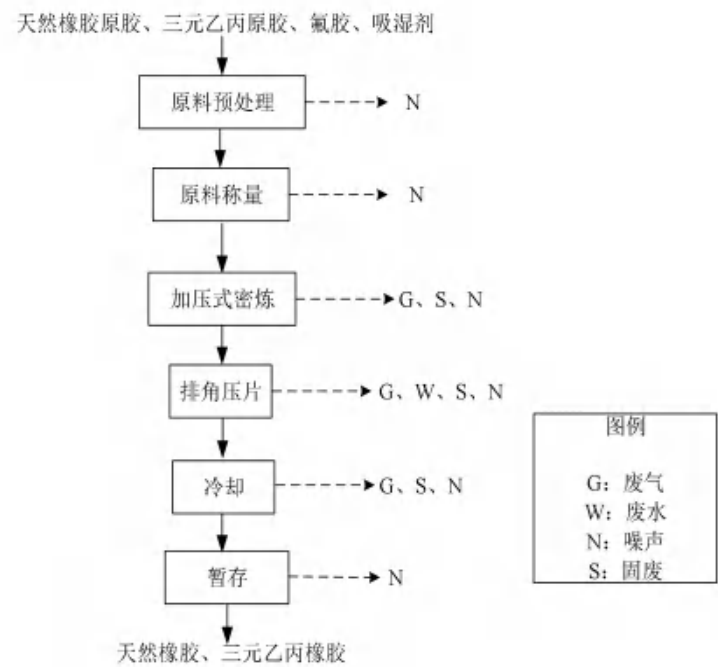 天然橡胶原胶、三元乙丙原胶、氟胶、吸湿剂
原料预处理 N
原料称量 N
加压式密炼 G、S、N
排角压片 G、W、S、N
冷却 G、S、N
暂存 N
天然橡胶、三元乙丙橡胶
图例
G：废气
W：废水
N：噪声
S：固废